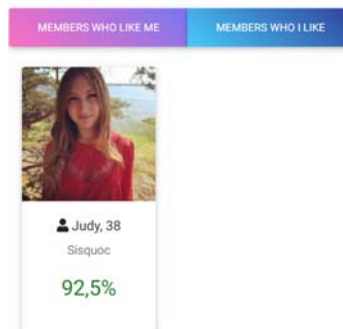 MEMBERS WHO LIKE ME
MEMBERS WHO I LIKE
Judy, 38
Sisquoc
92,5%